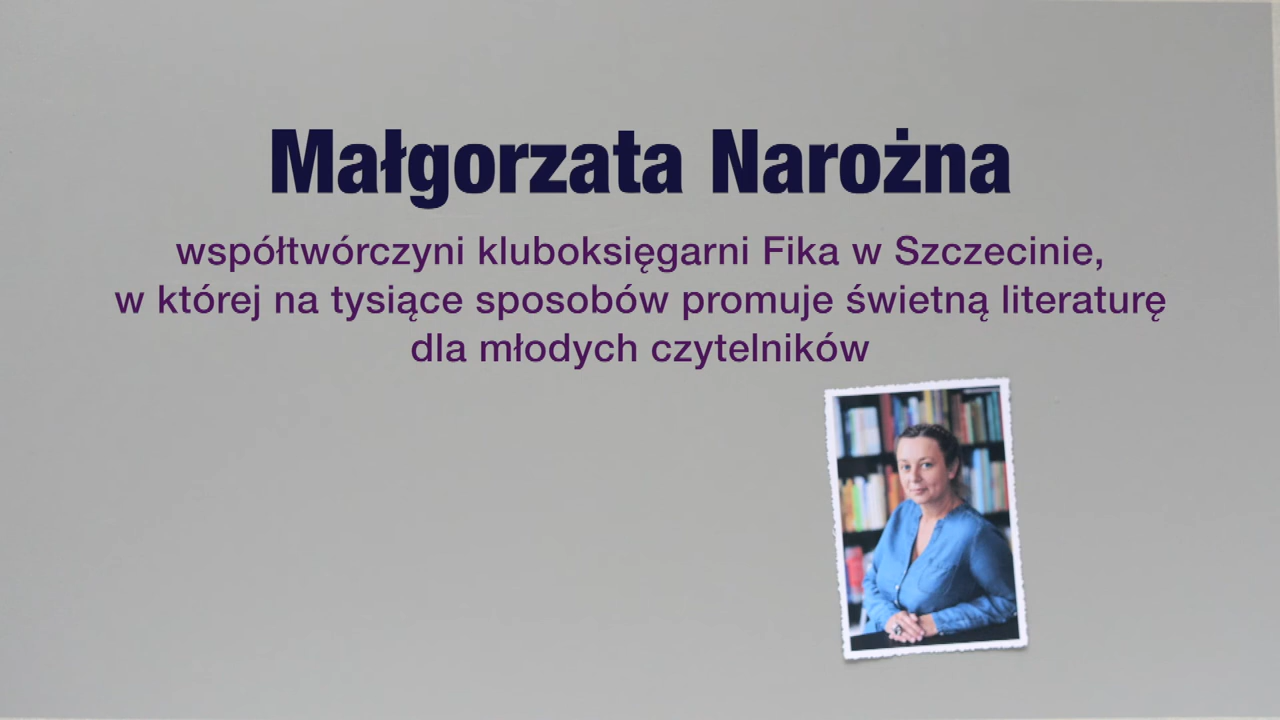 Małgorzata Narożna
współtwórczyni kluboksięgarni Fika w Szczecinie,
w której na tysiące sposobów promuje świetną literaturę
dla młodych czytelników